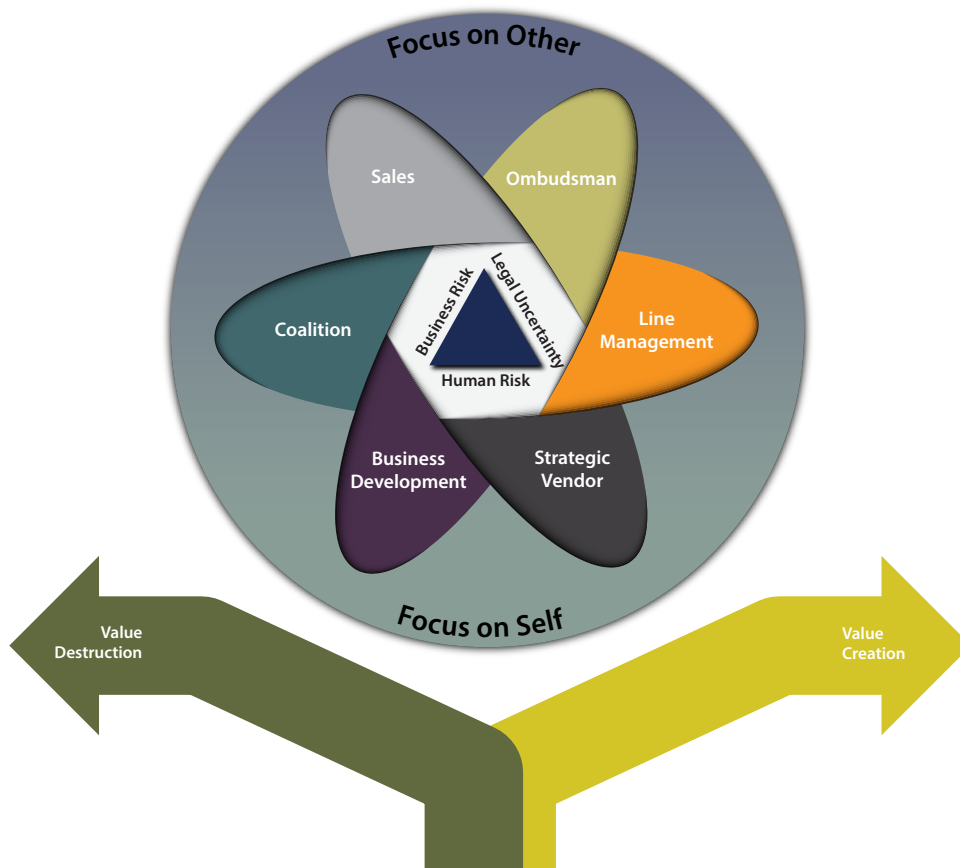 Focus on Other
Sales
Ombudsman
Business Risk
Legal Uncertainty
Human Risk
Coalition
Line
Management
Business
Development
Strategic
Vendor
Focus on Self
Value
Destruction
Value
Creation